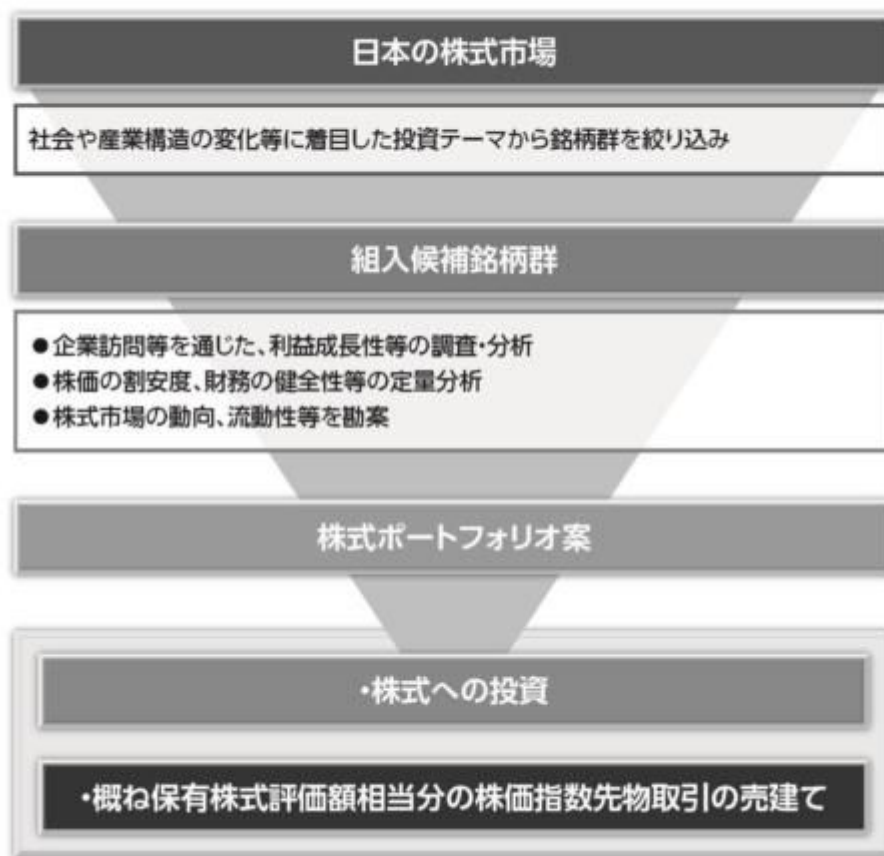 日本の株式市場
社会や産業構造の変化等に着目した投資テーマから銘柄群を絞り込み
組入候補銘柄群
●企業訪問等を通じた、利益成長性等の調査・分析
●株価の割安度、財務の健全性等の定量分析
●株式市場の動向、流動性等を勘案
株式ポートフォリオ案
・株式への投資
・概ね保有株式評価額相当分の株価指数先物取引の売建て